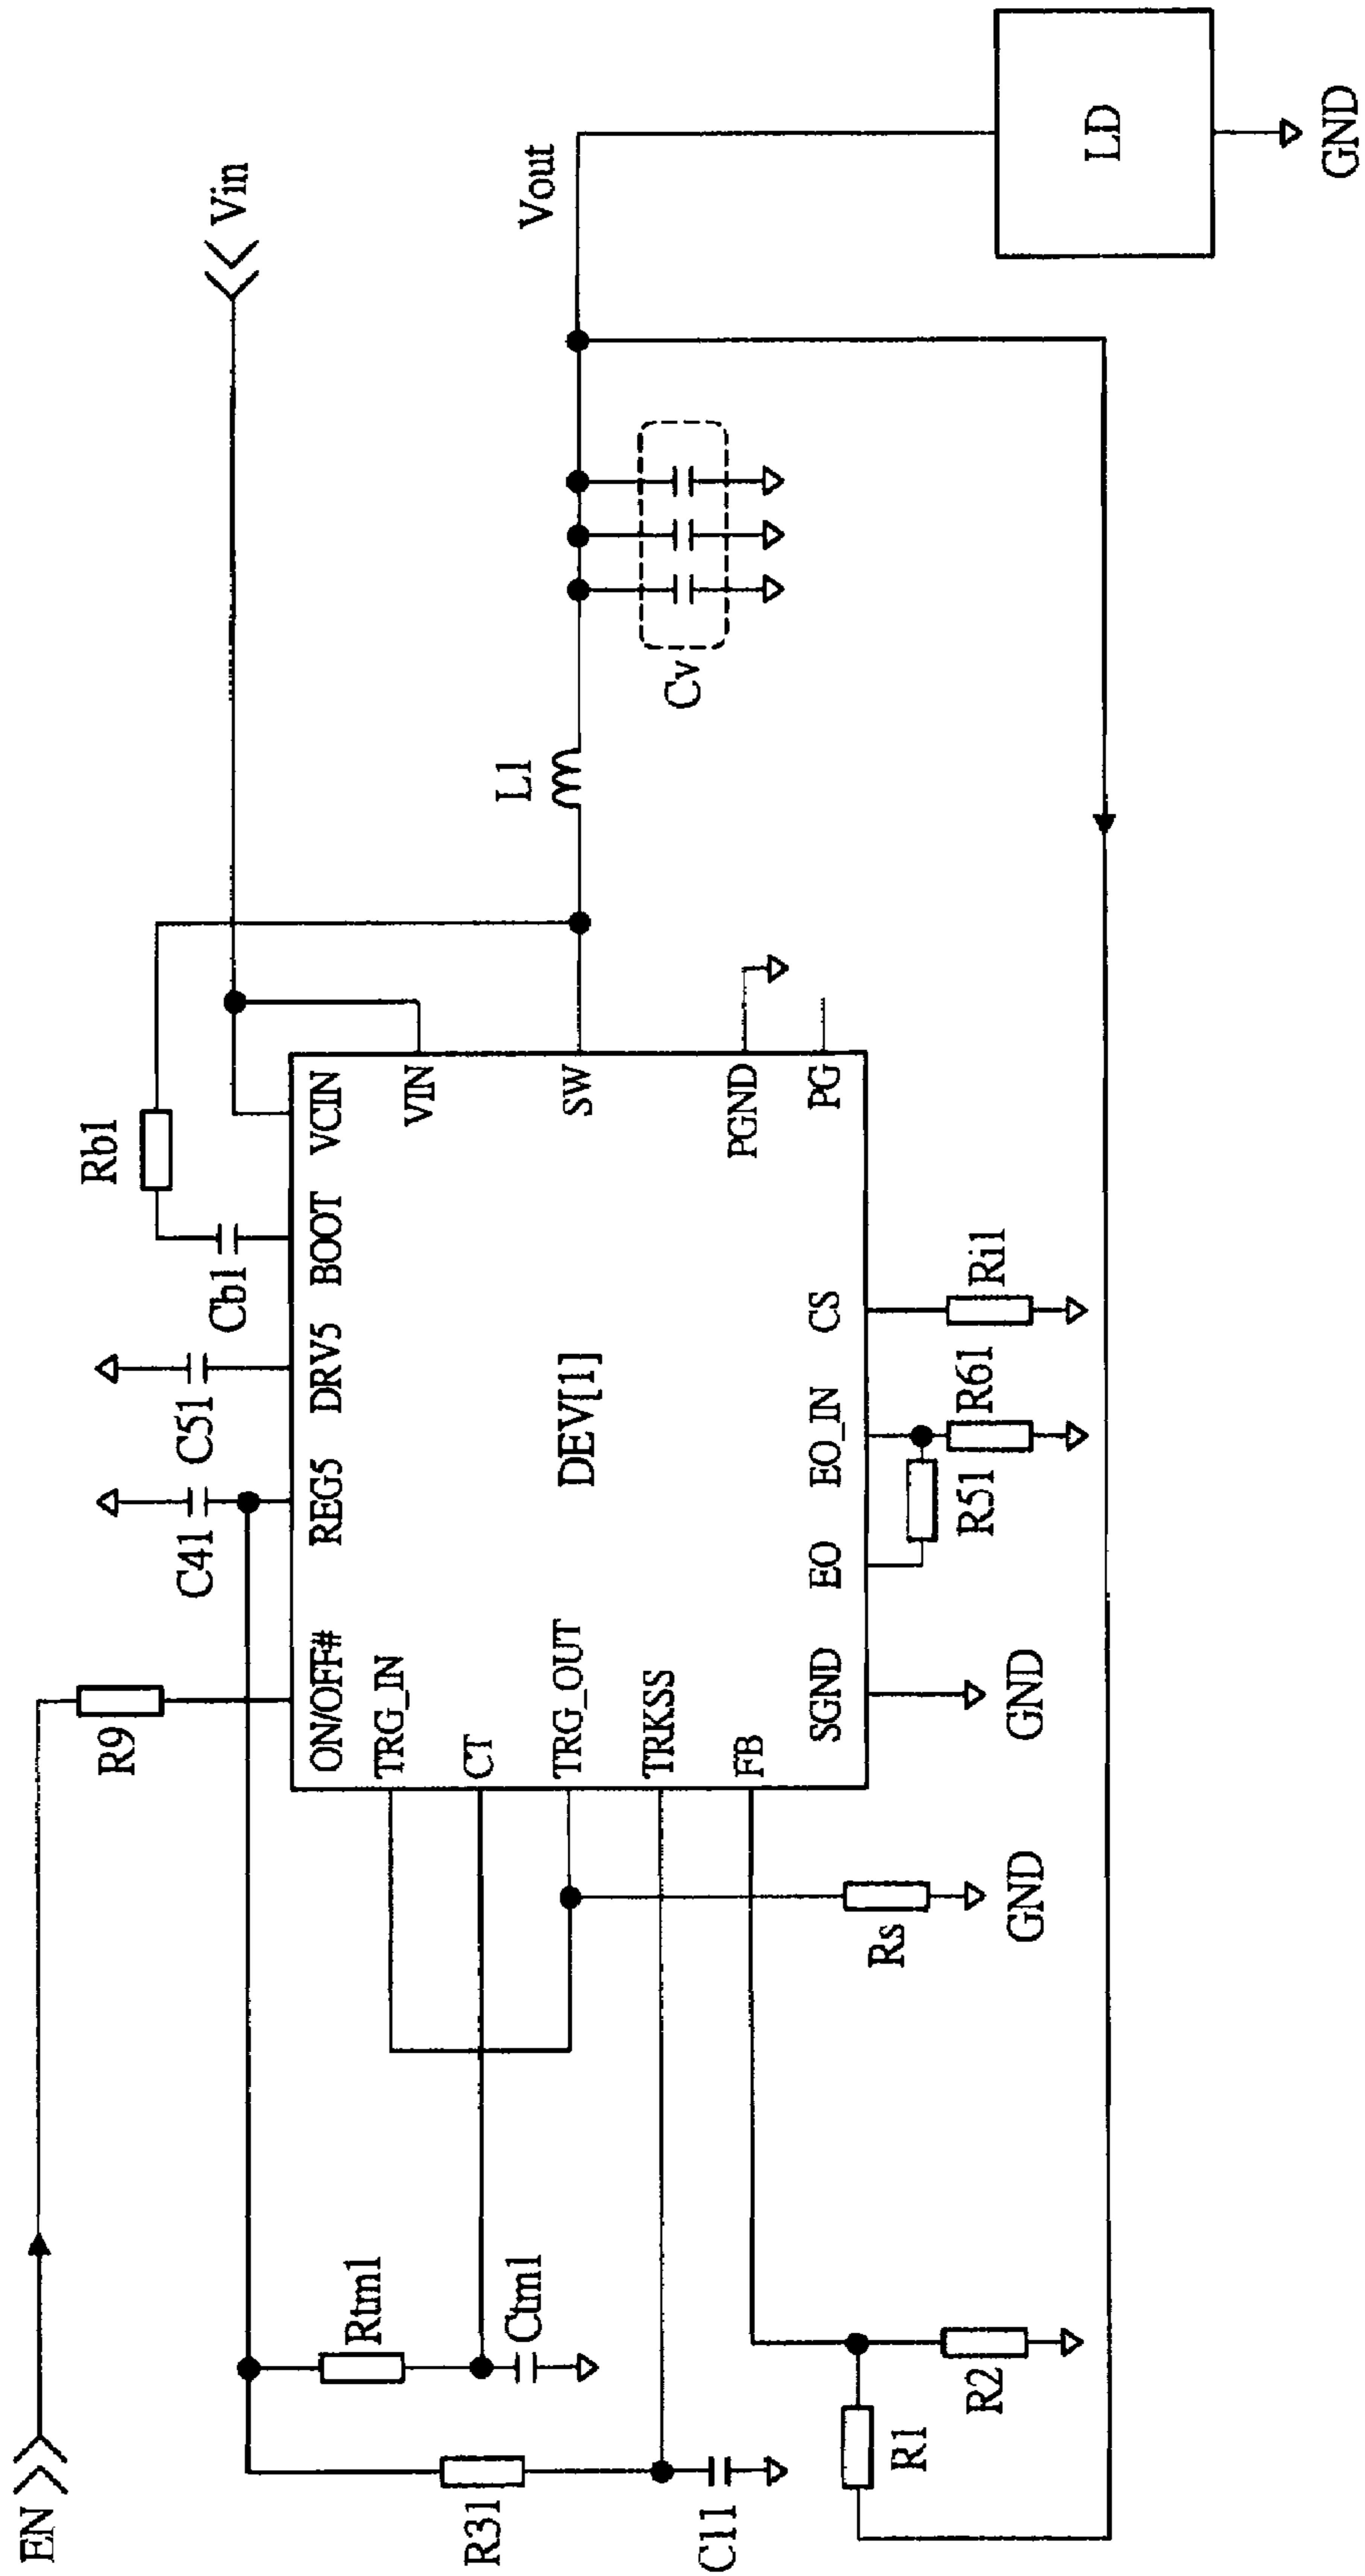 EN
R9
Vin
Rb1
Cb1
C51
C41
ON/OFF#
REG5
DRV5
BOOT
VCIN
TRG_IN
CT
TRG_OUT
TRKSS
FB
VIN
SW
PGND
PG
DEV[1]
SGND
EO
EO_IN
CS
Rtm1
Ctm1
R31
C11
R1
R2
Rs
GND
GND
R51
R61
Ri1
L1
Cv
Vout
LD
GND